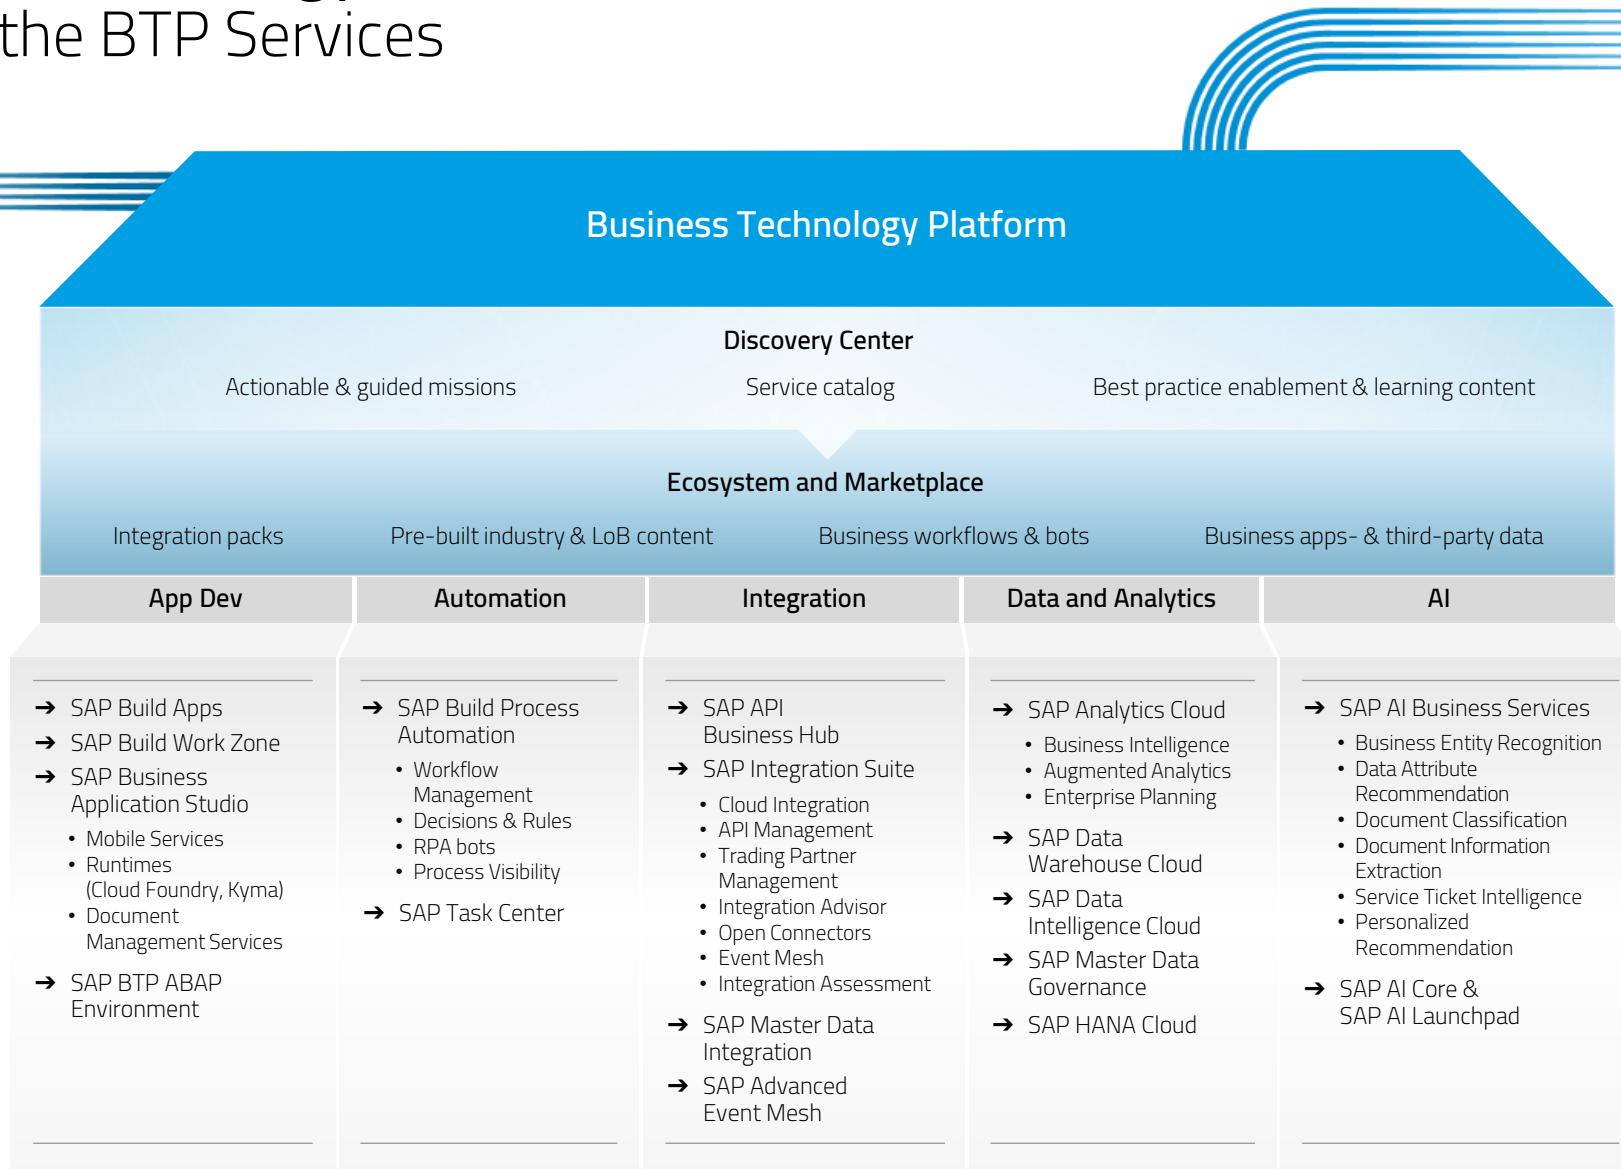 the BTP Services
Business Technology Platform
Discovery Center
Actionable & guided missions
Service catalog
Best practice enablement & learning content
Ecosystem and Marketplace
Integration packs
Pre-built industry & LoB content
Business workflows & bots
Business apps- & third-party data
App Dev
➔ SAP Build Apps
➔ SAP Build Work Zone
➔ SAP Business
Application Studio
• Mobile Services
• Runtimes
(Cloud Foundry, Kyma)
• Document
Management Services
➔ SAP BTP ABAP
Environment
Automation
➔ SAP Build Process
Automation
• Workflow
Management
• Decisions & Rules
• RPA bots
• Process Visibility
➔ SAP Task Center
Integration
➔ SAP API
Business Hub
➔ SAP Integration Suite
• Cloud Integration
• API Management
• Trading Partner
Management
• Integration Advisor
• Open Connectors
• Event Mesh
• Integration Assessment
➔ SAP Master Data
Integration
➔ SAP Advanced
Event Mesh
Data and Analytics
➔ SAP Analytics Cloud
• Business Intelligence
• Augmented Analytics
• Enterprise Planning
➔ SAP Data
Warehouse Cloud
➔ SAP Data
Intelligence Cloud
➔ SAP Master Data
Governance
➔ SAP HANA Cloud
AI
➔ SAP AI Business Services
• Business Entity Recognition
• Data Attribute
Recommendation
• Document Classification
• Document Information
Extraction
• Service Ticket Intelligence
• Personalized
Recommendation
➔ SAP AI Core &
SAP AI Launchpad